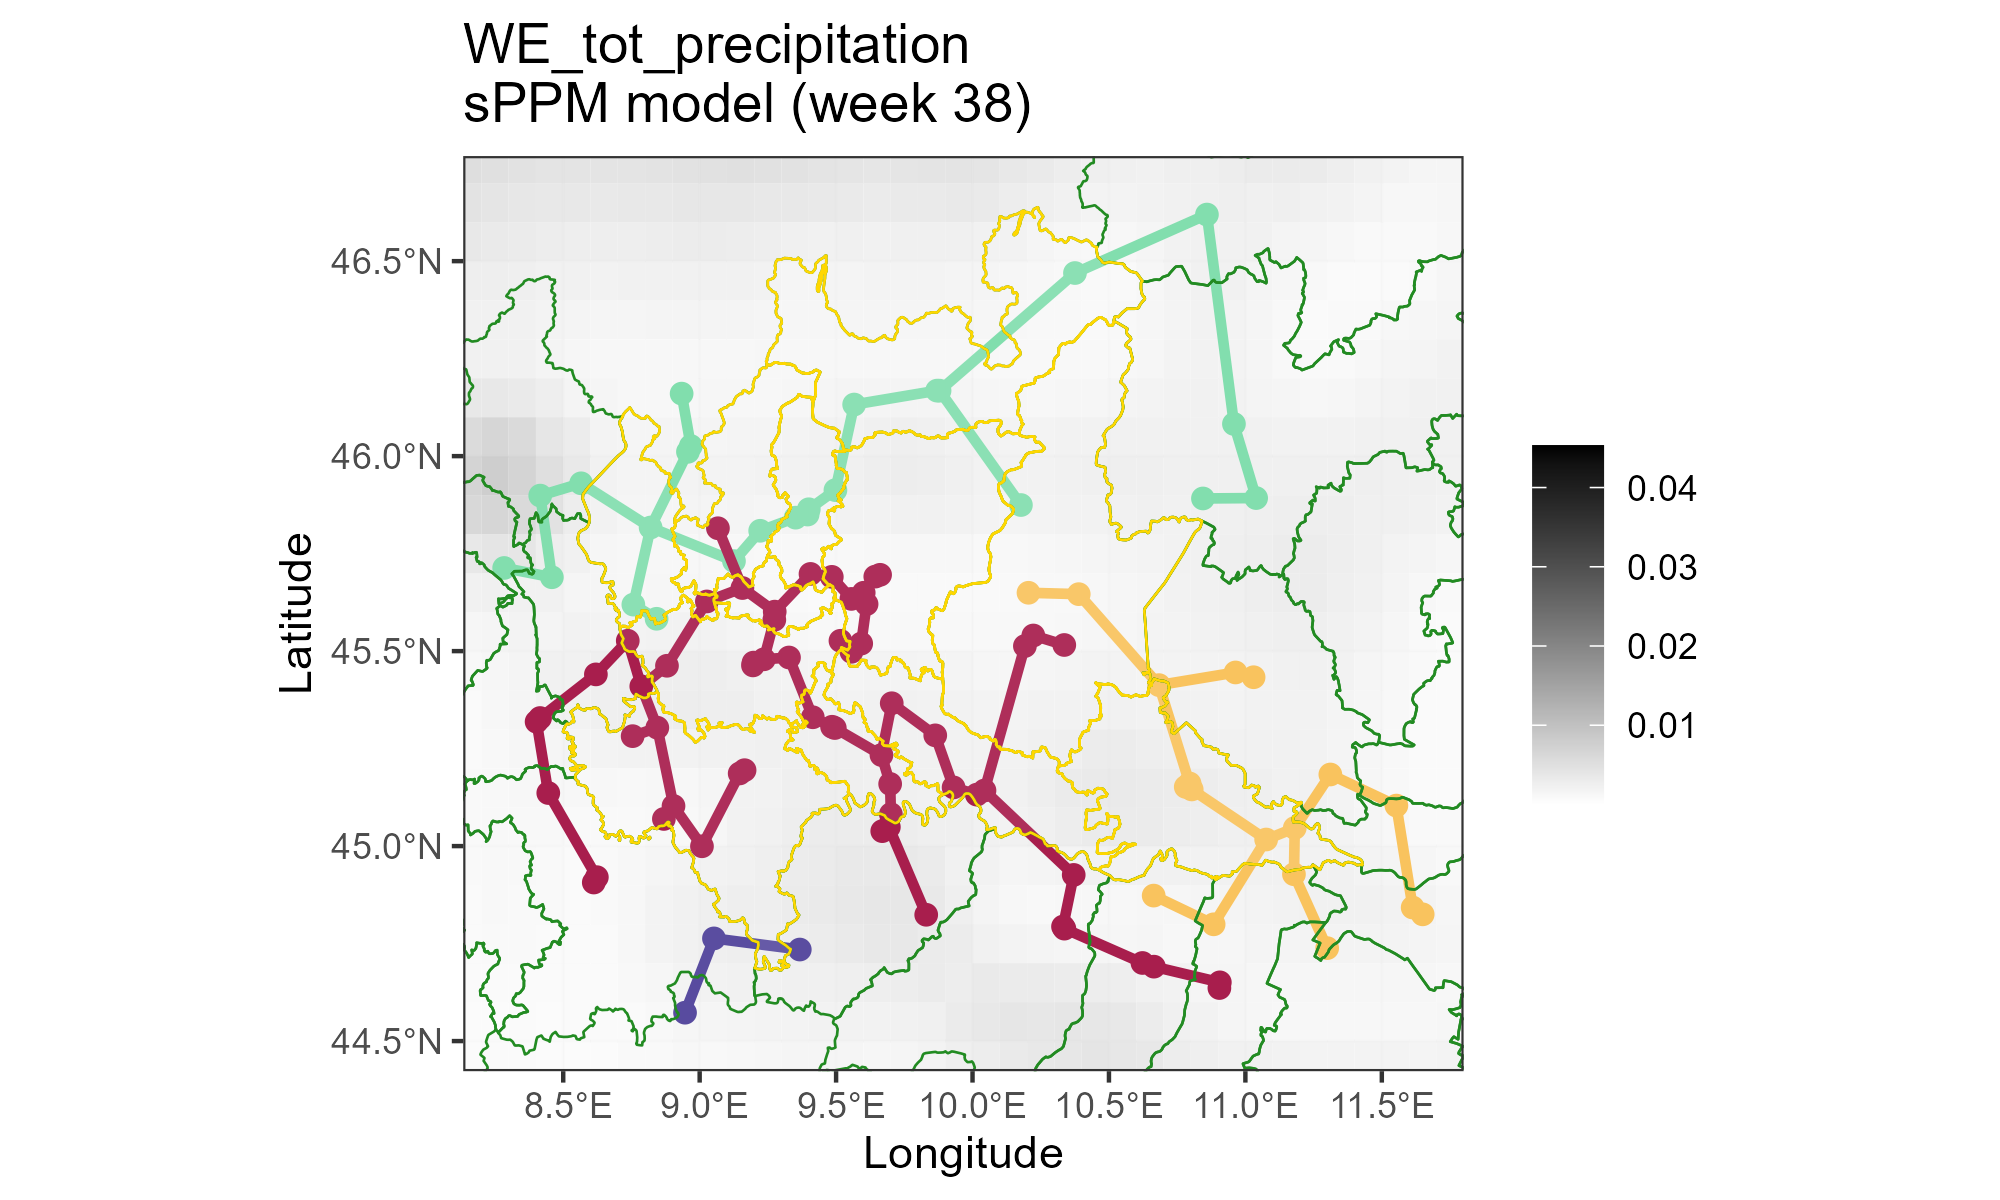 WE_tot_precipitation
sPPM model (week 38)
46.5°N
46.0°N
45.5°N
45.0°N
44.5°N
Latitude
8.5°E 9.0°E 9.5°E 10.0°E 10.5°E 11.0°E 11.5°E
Longitude
0.04
0.03
0.02
0.01